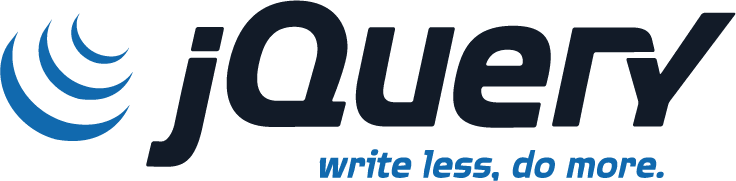 jQuery
write less, do more.